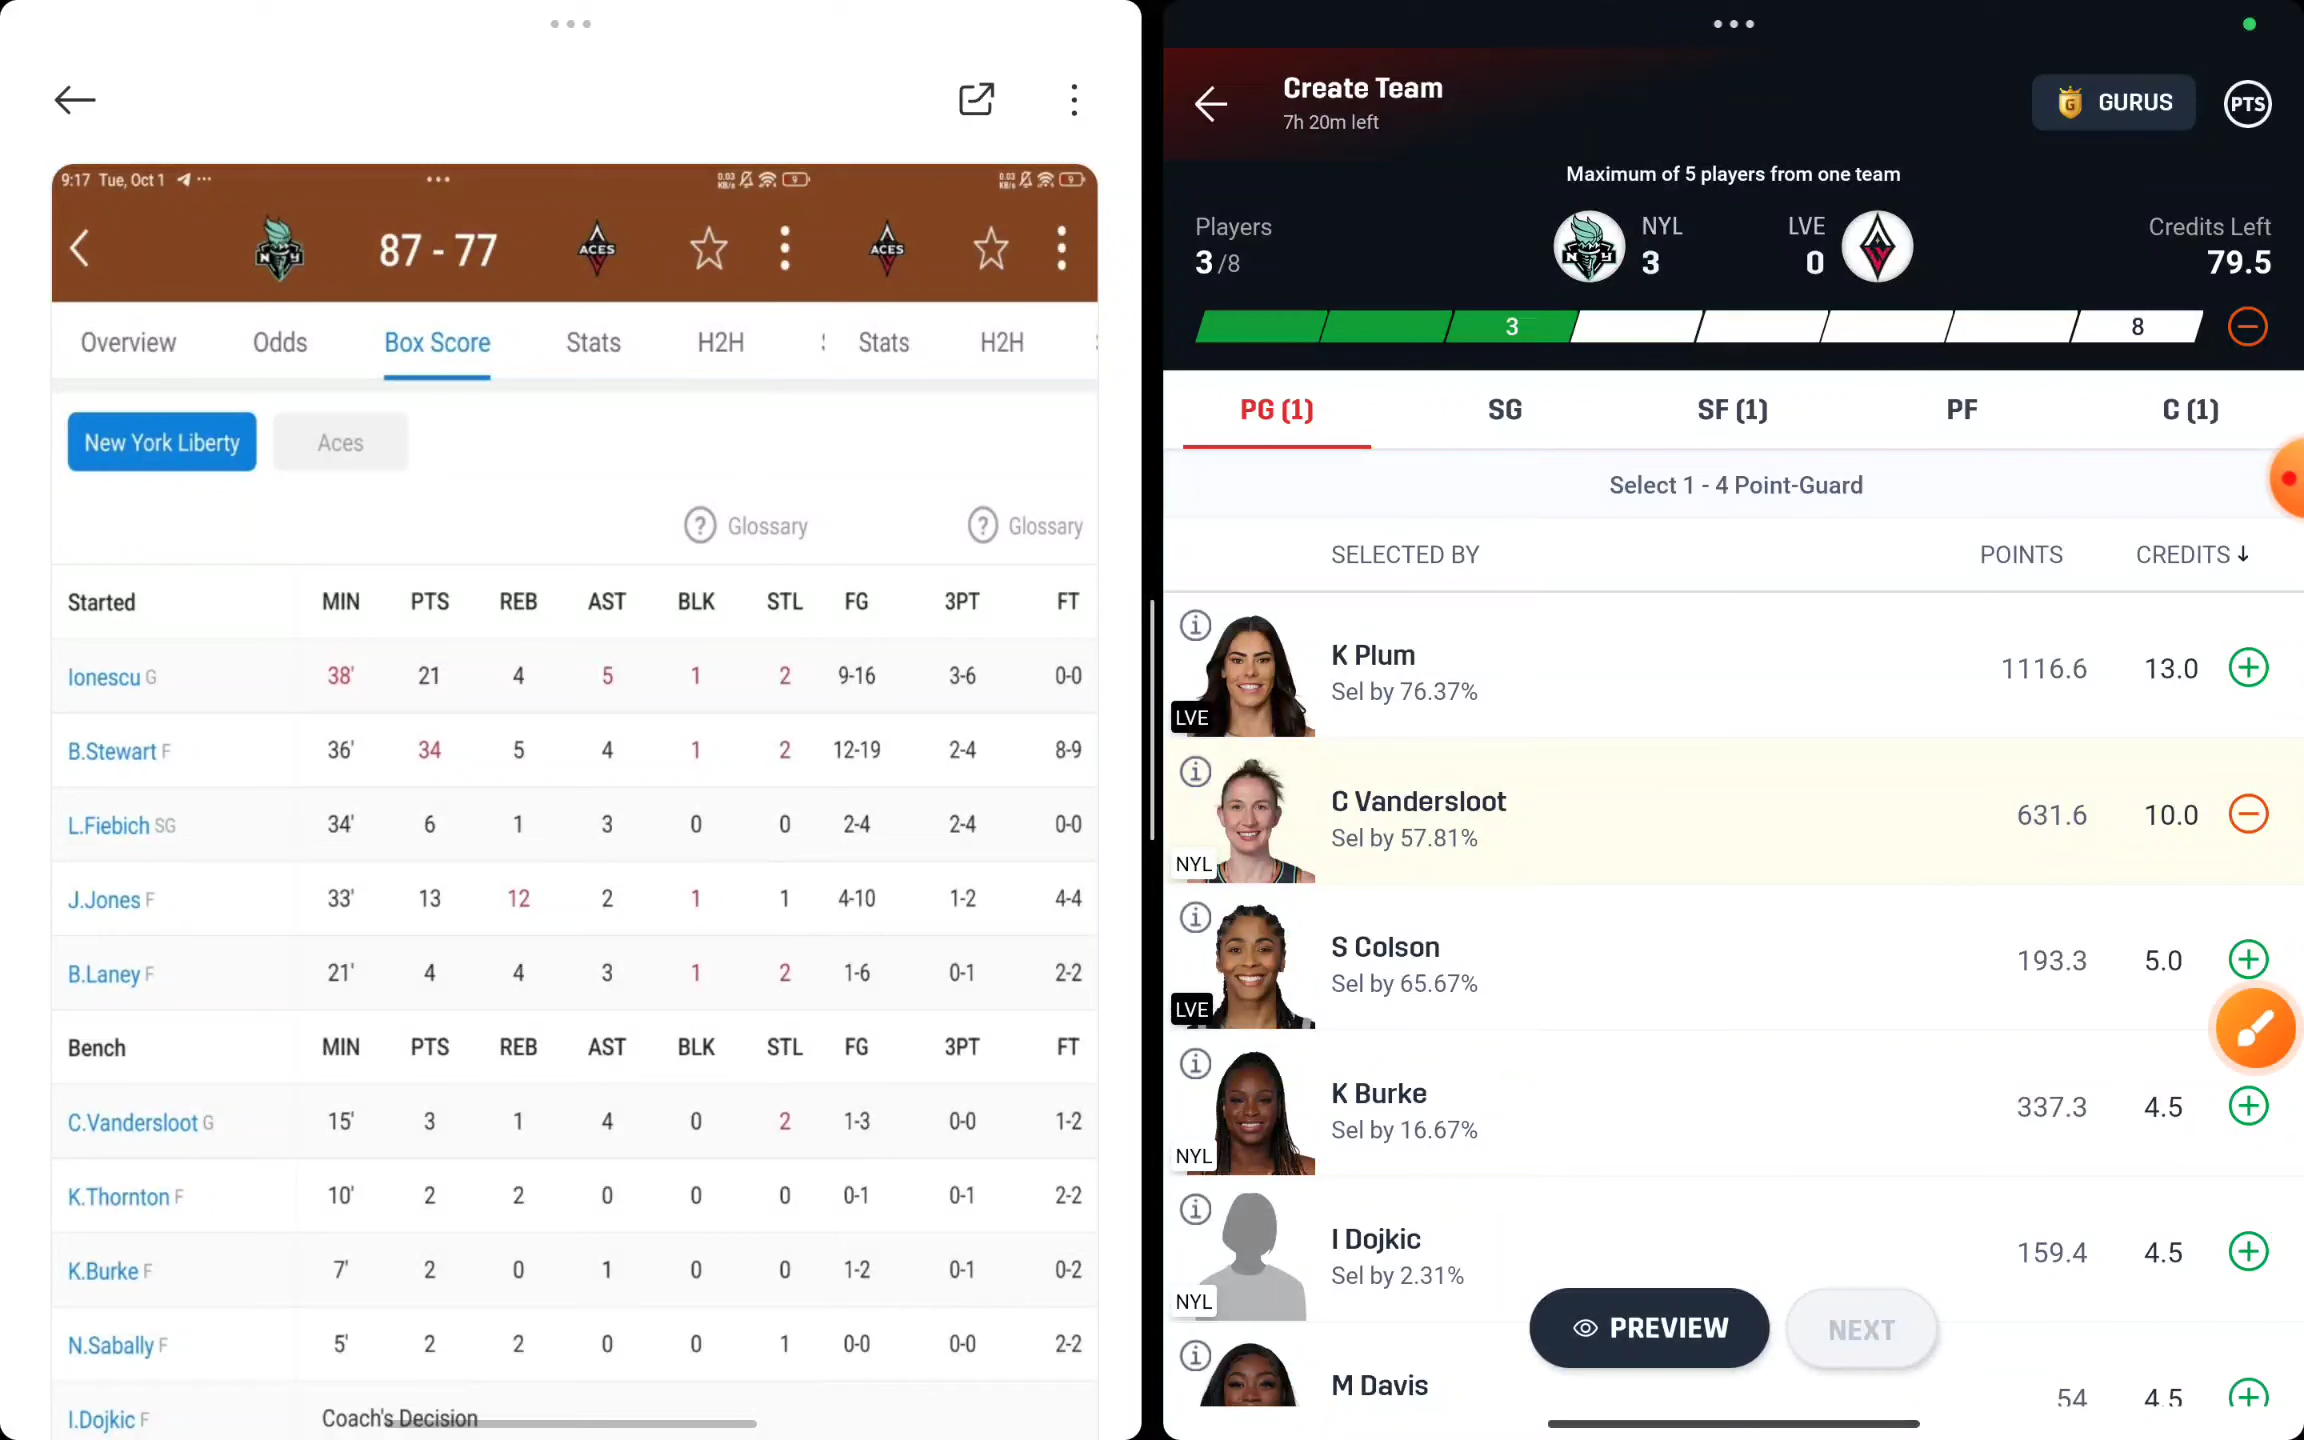 9:17 Tue, Oct 1
0.03 KB/s
9
0.03 KB/s
9
87 - 77
ACES
ACES
Overview Odds Box Score Stats H2H Stats H2H
New York Liberty Aces
? Glossary ? Glossary
Started MIN PTS REB AST BLK STL FG 3PT FT
Ionescu G 38' 21 4 5 1 2 9-16 3-6 0-0
B.Stewart F 36' 34 5 4 1 2 12-19 2-4 8-9
L.Fiebich SG 34' 6 1 3 0 0 2-4 2-4 0-0
J.Jones F 33' 13 12 2 1 1 4-10 1-2 4-4
B.Laney F 21' 4 4 3 1 2 1-6 0-1 2-2
Bench MIN PTS REB AST BLK STL FG 3PT FT
C.Vandersloot G 15' 3 1 4 0 2 1-3 0-0 1-2
K.Thornton F 10' 2 2 0 0 0 0-1 0-1 2-2
K.Burke F 7' 2 0 1 0 0 1-2 0-1 0-2
N.Sabally F 5' 2 2 0 0 1 0-0 0-0 2-2
I.Dojkic F Coach's Decision
Create Team
7h 20m left
G GURUS PTS
Maximum of 5 players from one team
Players NYL LVE Credits Left
3 /8 3 0 79.5
3 8
PG (1) SG SF (1) PF C (1)
Select 1 - 4 Point-Guard
SELECTED BY POINTS CREDITS ↓
K Plum 1116.6 13.0
Sel by 76.37%
LVE
C Vandersloot 631.6 10.0
Sel by 57.81%
NYL
S Colson 193.3 5.0
Sel by 65.67%
LVE
K Burke 337.3 4.5
Sel by 16.67%
NYL
I Dojkic 159.4 4.5
Sel by 2.31%
NYL
PREVIEW NEXT
M Davis 54 4.5